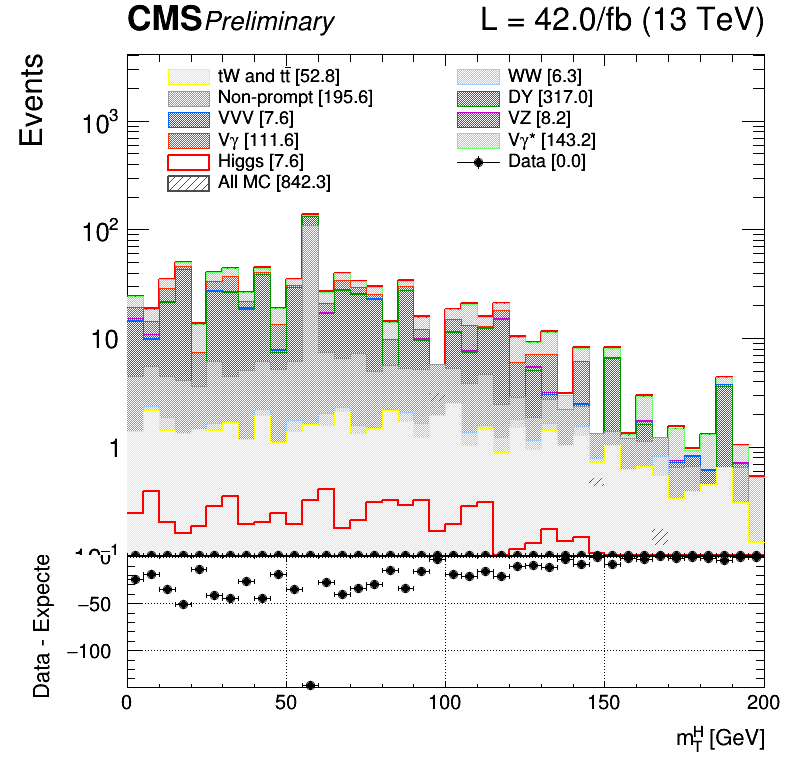 CMS Preliminary L = 42.0/fb (13 TeV)
Events
tW and tt̄ [52.8] WW [6.3]
Non-prompt [195.6] DY [317.0]
VVV [7.6] VZ [8.2]
Vγ [111.6] Vγ* [143.2]
Higgs [7.6] Data [0.0]
All MC [842.3]
10³
10²
10
1
Data - Expecte
−50
−100
0 50 100 150 200
m_T^H [GeV]